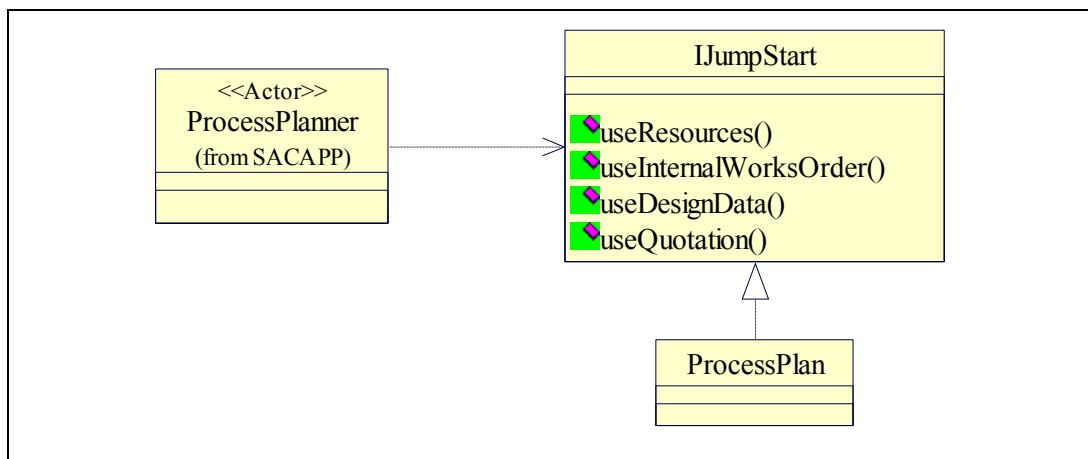 <<Actor>>
ProcessPlanner
(from SACAPP)
IJumpStart
useResources()
useInternalWorksOrder()
useDesignData()
useQuotation()
ProcessPlan